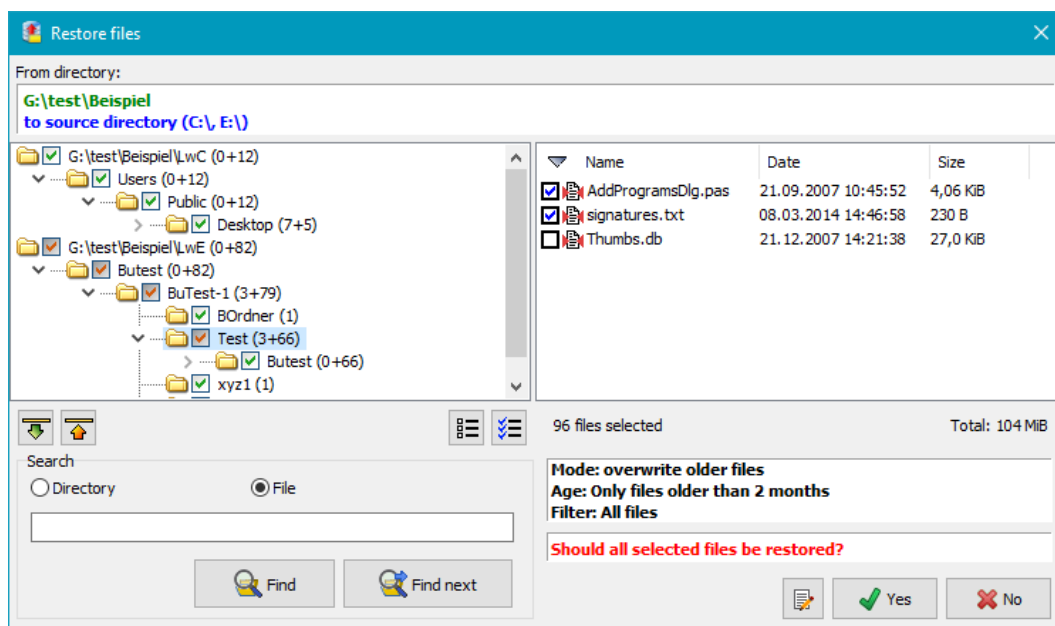 Restore files
From directory:
G:\test\Beispiel
to source directory (C:\, E:\)
G:\test\Beispiel\LwC (0+12)
Users (0+12)
Public (0+12)
Desktop (7+5)
G:\test\Beispiel\LwE (0+82)
Butest (0+82)
BuTest-1 (3+79)
BOrdner (1)
Test (3+66)
Butest (0+66)
xyz1 (1)
Name Date Size
AddProgramsDlg.pas 21.09.2007 10:45:52 4,06 KiB
signatures.txt 08.03.2014 14:46:58 230 B
Thumbs.db 21.12.2007 14:21:38 27,0 KiB
96 files selected Total: 104 MiB
Search
Directory File
Find Find next
Mode: overwrite older files
Age: Only files older than 2 months
Filter: All files
Should all selected files be restored?
Yes No